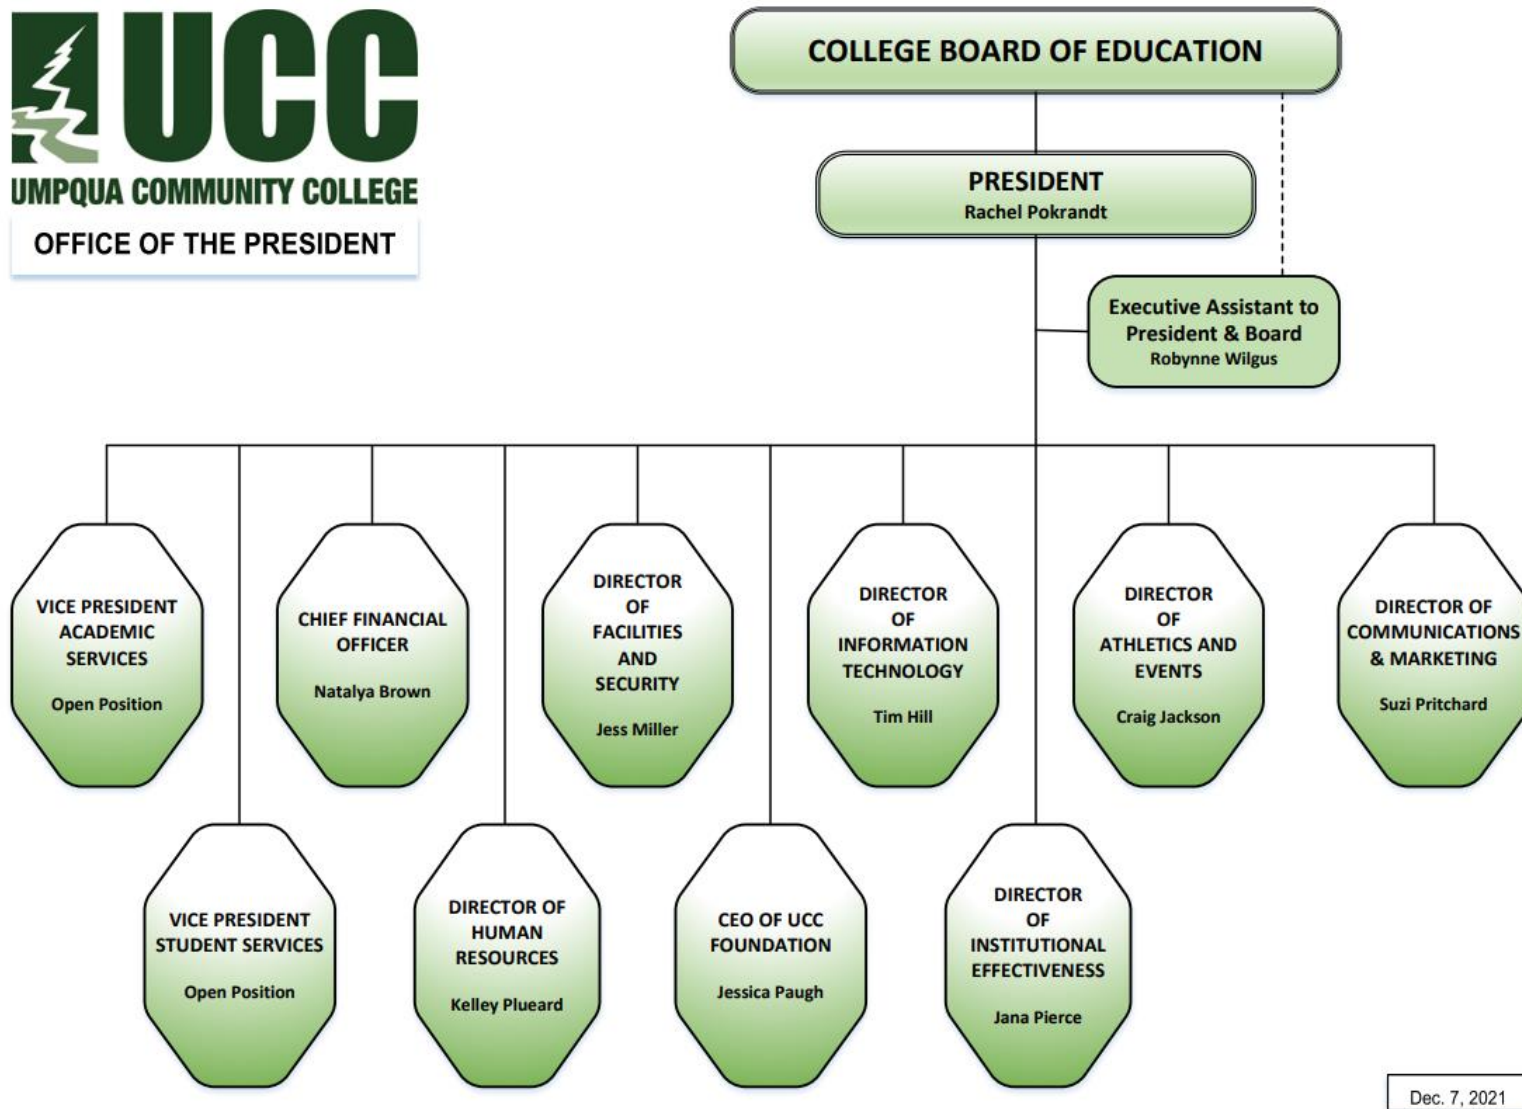 UCC
UMPQUA COMMUNITY COLLEGE
OFFICE OF THE PRESIDENT
COLLEGE BOARD OF EDUCATION
PRESIDENT
Rachel Pokrandt
Executive Assistant to
President & Board
Robynne Wilgus
VICE PRESIDENT
ACADEMIC
SERVICES
Open Position
CHIEF FINANCIAL
OFFICER
Natalya Brown
DIRECTOR
OF
FACILITIES
AND
SECURITY
Jess Miller
DIRECTOR
OF
INFORMATION
TECHNOLOGY
Tim Hill
DIRECTOR
OF
ATHLETICS AND
EVENTS
Craig Jackson
DIRECTOR OF
COMMUNICATIONS
& MARKETING
Suzi Pritchard
VICE PRESIDENT
STUDENT SERVICES
Open Position
DIRECTOR OF
HUMAN
RESOURCES
Kelley Plueard
CEO OF UCC
FOUNDATION
Jessica Paugh
DIRECTOR
OF
INSTITUTIONAL
EFFECTIVENESS
Jana Pierce
Dec. 7, 2021